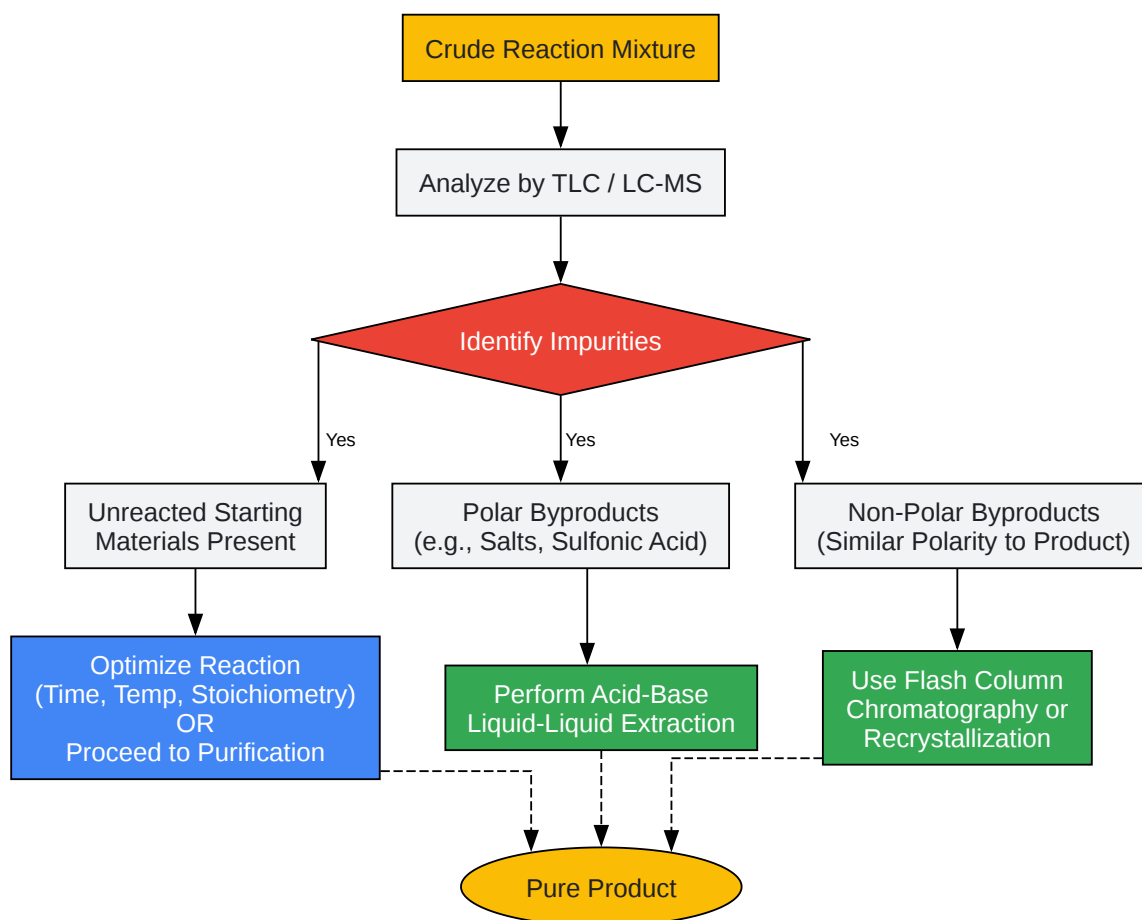 Crude Reaction Mixture
Analyze by TLC / LC-MS
Identify Impurities
Yes
Yes
Yes
Unreacted Starting
Materials Present
Polar Byproducts
(e.g., Salts, Sulfonic Acid)
Non-Polar Byproducts
(Similar Polarity to Product)
Optimize Reaction
(Time, Temp, Stoichiometry)
OR
Proceed to Purification
Perform Acid-Base
Liquid-Liquid Extraction
Use Flash Column
Chromatography or
Recrystallization
Pure Product